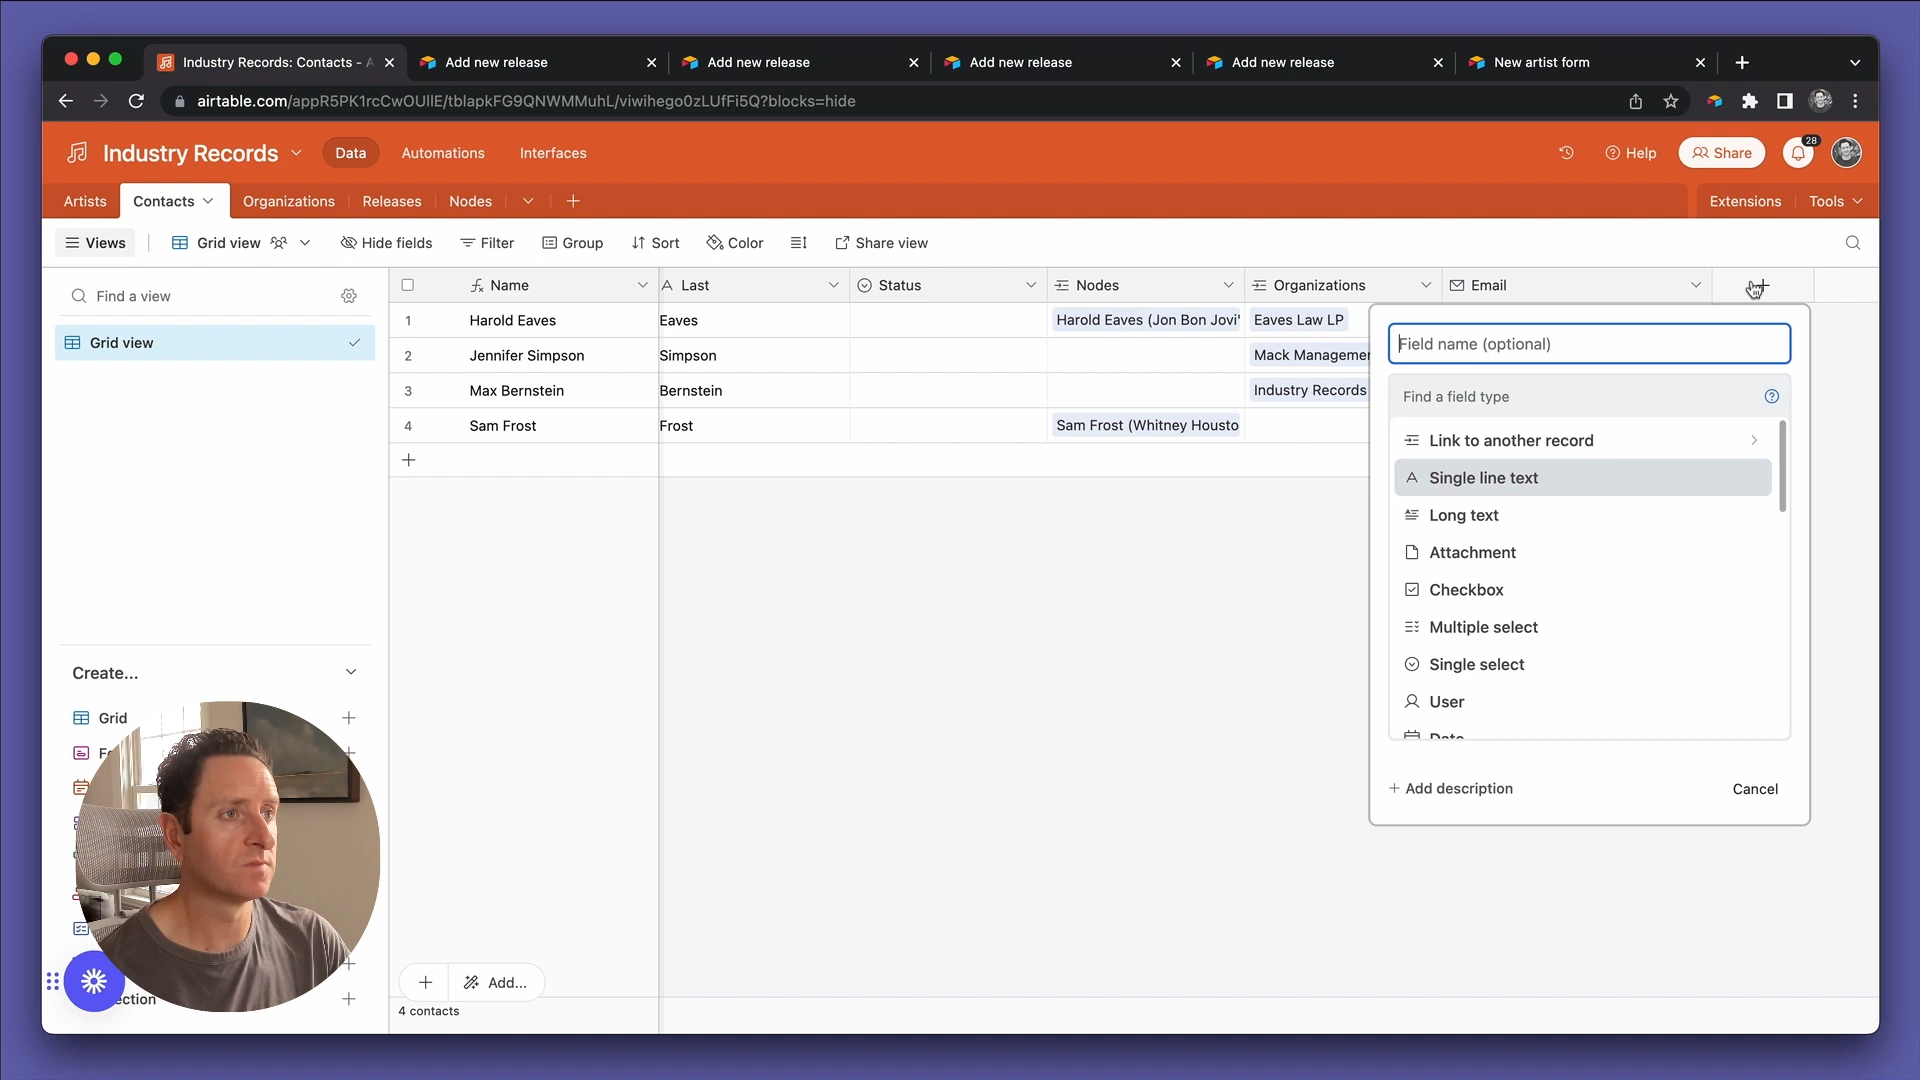 Industry Records: Contacts - A
Add new release
Add new release
Add new release
Add new release
New artist form
airtable.com/appR5PK1rcCwOUllE/tblapkFG9QNWMMuhL/viwihego0zLUfFi5Q?blocks=hide
Industry Records
Data
Automations
Interfaces
Help
Share
28
Artists
Contacts
Organizations
Releases
Nodes
Extensions
Tools
Views
Grid view
Hide fields
Filter
Group
Sort
Color
Share view
Find a view
Grid view
Create...
Grid
Name
Last
Status
Nodes
Organizations
Email
1 Harold Eaves Eaves Harold Eaves (Jon Bon Jovi' Eaves Law LP
2 Jennifer Simpson Simpson Mack Managemen
3 Max Bernstein Bernstein Industry Records
4 Sam Frost Frost Sam Frost (Whitney Housto
Field name (optional)
Find a field type
Link to another record
Single line text
Long text
Attachment
Checkbox
Multiple select
Single select
User
Date
+ Add description
Cancel
Add...
4 contacts